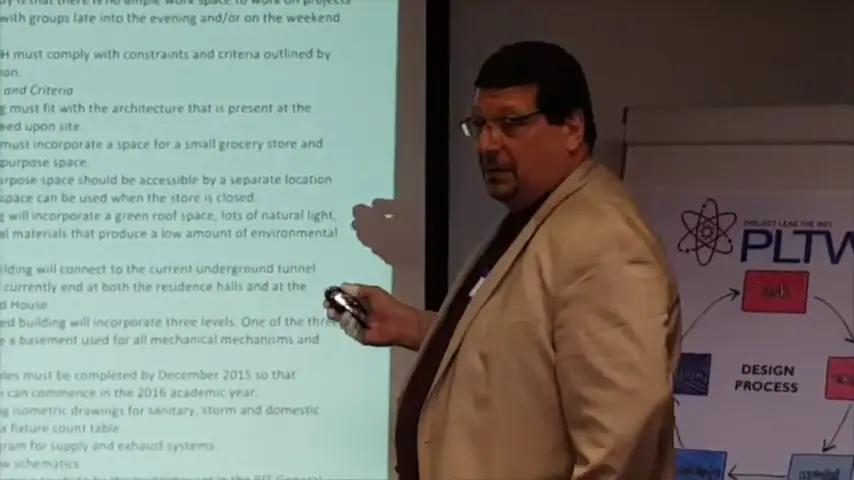 y is that there is no ample work space to work on projects
with groups late into the evening and/or on the weekend
H must comply with constraints and criteria outlined by
ion.
and Criteria
g must fit with the architecture that is present at the
eed upon site.
must incorporate a space for a small grocery store and
purpose space.
urpose space should be accessible by a separate location
space can be used when the store is closed.
g will incorporate a green roof space, lots of natural light,
al materials that produce a low amount of environmental
ilding will connect to the current underground tunnel
currently end at both the residence halls and at the
d House
ed building will incorporate three levels. One of the three
e a basement used for all mechanical mechanisms and
les must be completed by December 2015 so that
n can commence in the 2016 academic year.
ng isometric drawings for sanitary, storm and domestic
a fixture count table
gram for supply and exhaust systems.
w schematics
PROJECT LEAD THE WAY
PLTW
ask
DESIGN
PROCESS